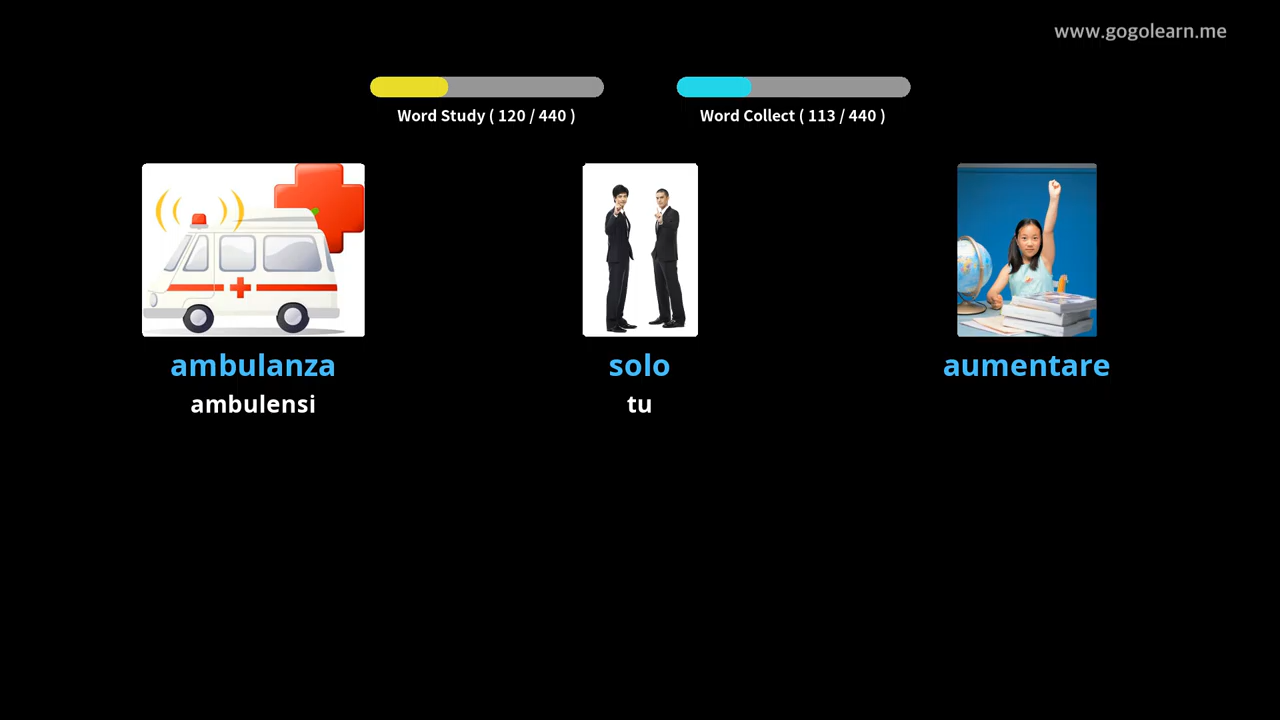 www.gogolearn.me
Word Study ( 120 / 440 )
Word Collect ( 113 / 440 )
ambulanza
solo
aumentare
ambulensi
tu